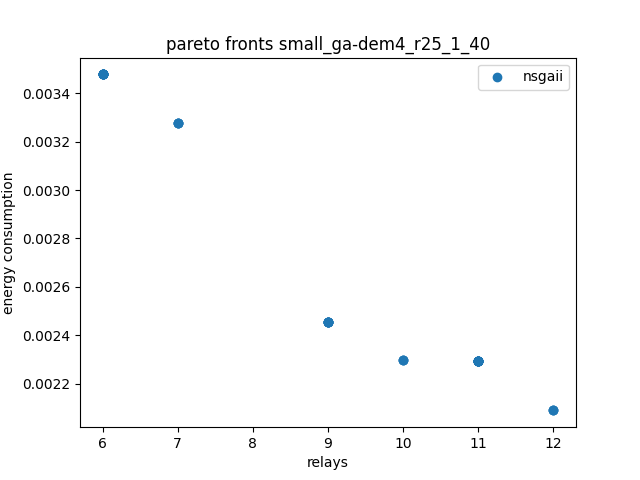 pareto fronts small_ga-dem4_r25_1_40
nsgaii
energy consumption
0.0034
0.0032
0.0030
0.0028
0.0026
0.0024
0.0022
6 7 8 9 10 11 12
relays